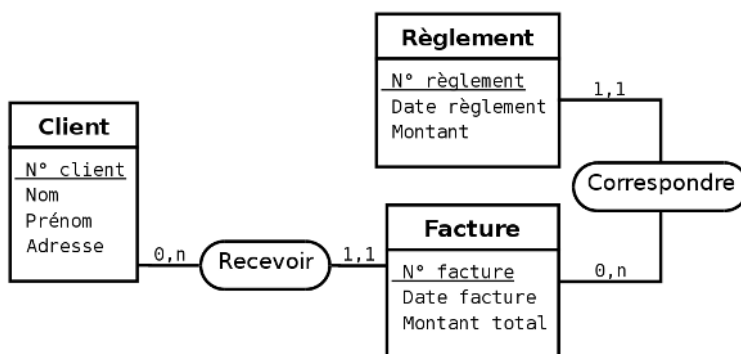 Règlement
N° règlement
Date règlement
Montant
1,1
Client
N° client
Nom
Prénom
Adresse
Correspondre
0,n
Recevoir
1,1
Facture
N° facture
Date facture
Montant total
0,n